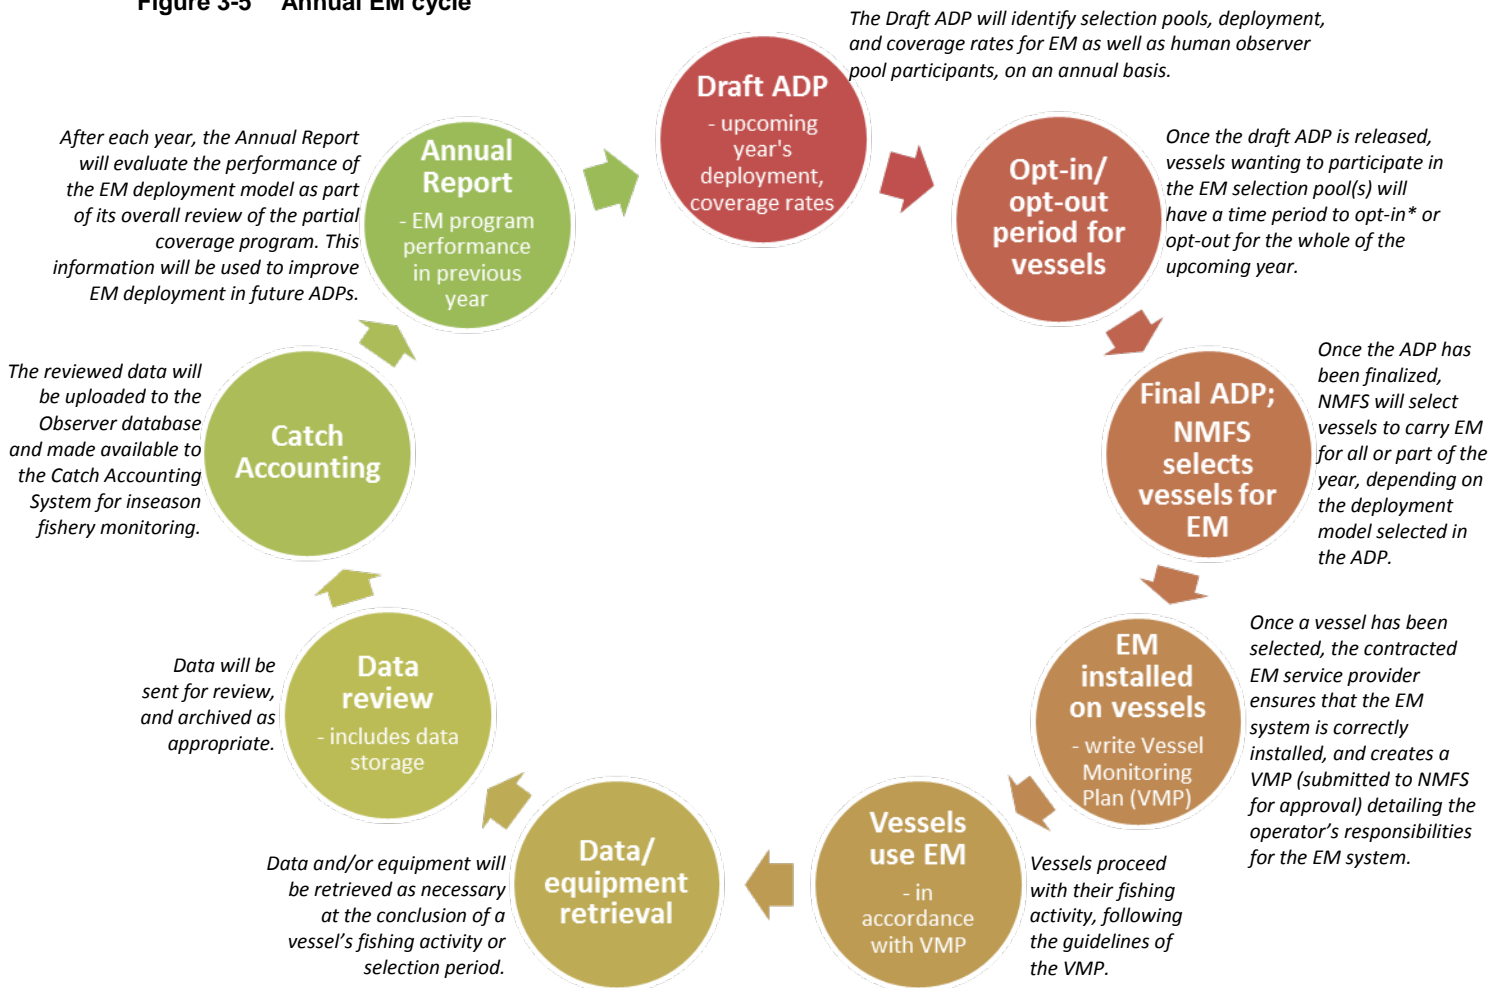 Figure 3-5 Annual EM cycle
The Draft ADP will identify selection pools, deployment,
and coverage rates for EM as well as human observer
pool participants, on an annual basis.
Draft ADP
- upcoming
year's
deployment,
coverage rates
Once the draft ADP is released,
vessels wanting to participate in
the EM selection pool(s) will
have a time period to opt-in* or
opt-out for the whole of the
upcoming year.
Opt-in/
opt-out
period for
vessels
Once the ADP has
been finalized,
NMFS will select
vessels to carry EM
for all or part of the
year, depending on
the deployment
model selected in
the ADP.
Final ADP;
NMFS
selects
vessels for
EM
Once a vessel has been
selected, the contracted
EM service provider
ensures that the EM
system is correctly
installed, and creates a
VMP (submitted to NMFS
for approval) detailing the
operator's responsibilities
for the EM system.
EM
installed
on vessels
- write Vessel
Monitoring
Plan (VMP)
Vessels proceed
with their fishing
activity, following
the guidelines of
the VMP.
Vessels
use EM
- in
accordance
with VMP
Data/
equipment
retrieval
Data and/or equipment will
be retrieved as necessary
at the conclusion of a
vessel's fishing activity or
selection period.
Data
review
- includes data
storage
Data will be
sent for review,
and archived as
appropriate.
Catch
Accounting
The reviewed data will
be uploaded to the
Observer database
and made available to
the Catch Accounting
System for inseason
fishery monitoring.
Annual
Report
- EM program
performance
in previous
year
After each year, the Annual Report
will evaluate the performance of
the EM deployment model as part
of its overall review of the partial
coverage program. This
information will be used to improve
EM deployment in future ADPs.